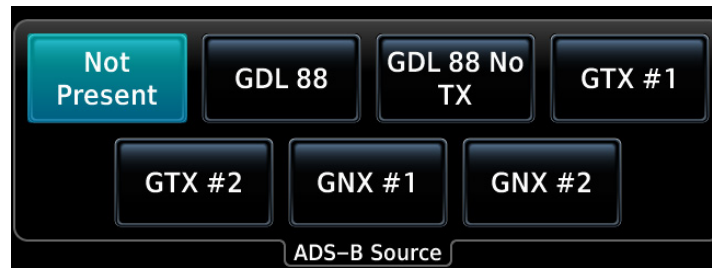 Not
Present
GDL 88
GDL 88 No
TX
GTX #1
GTX #2
GNX #1
GNX #2
ADS-B Source